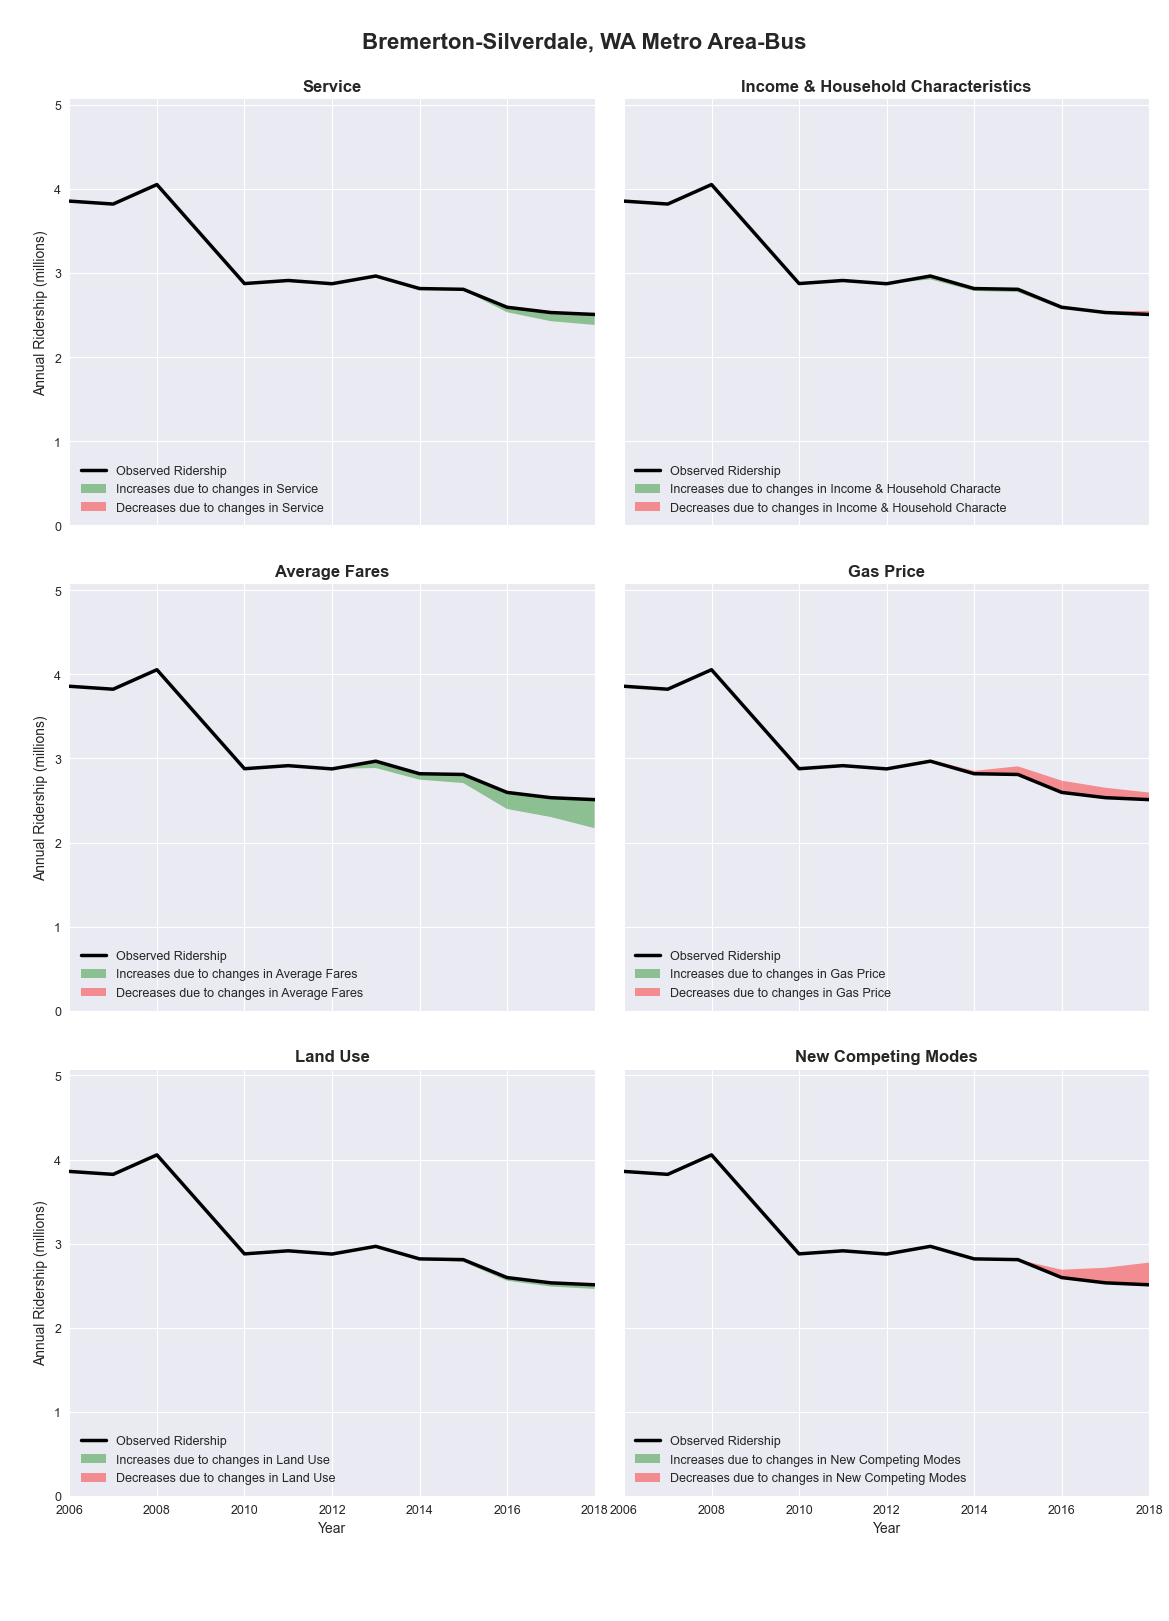 Bremerton-Silverdale, WA Metro Area-Bus
Service
Annual Ridership (millions)
5
4
3
2
1
0
Observed Ridership
Increases due to changes in Service
Decreases due to changes in Service
Income & Household Characteristics
Observed Ridership
Increases due to changes in Income & Household Characte
Decreases due to changes in Income & Household Characte
Average Fares
Annual Ridership (millions)
5
4
3
2
1
0
Observed Ridership
Increases due to changes in Average Fares
Decreases due to changes in Average Fares
Gas Price
Observed Ridership
Increases due to changes in Gas Price
Decreases due to changes in Gas Price
Land Use
Annual Ridership (millions)
5
4
3
2
1
0
Observed Ridership
Increases due to changes in Land Use
Decreases due to changes in Land Use
2006 2008 2010 2012 2014 2016 2018
Year
New Competing Modes
Observed Ridership
Increases due to changes in New Competing Modes
Decreases due to changes in New Competing Modes
2006 2008 2010 2012 2014 2016 2018
Year